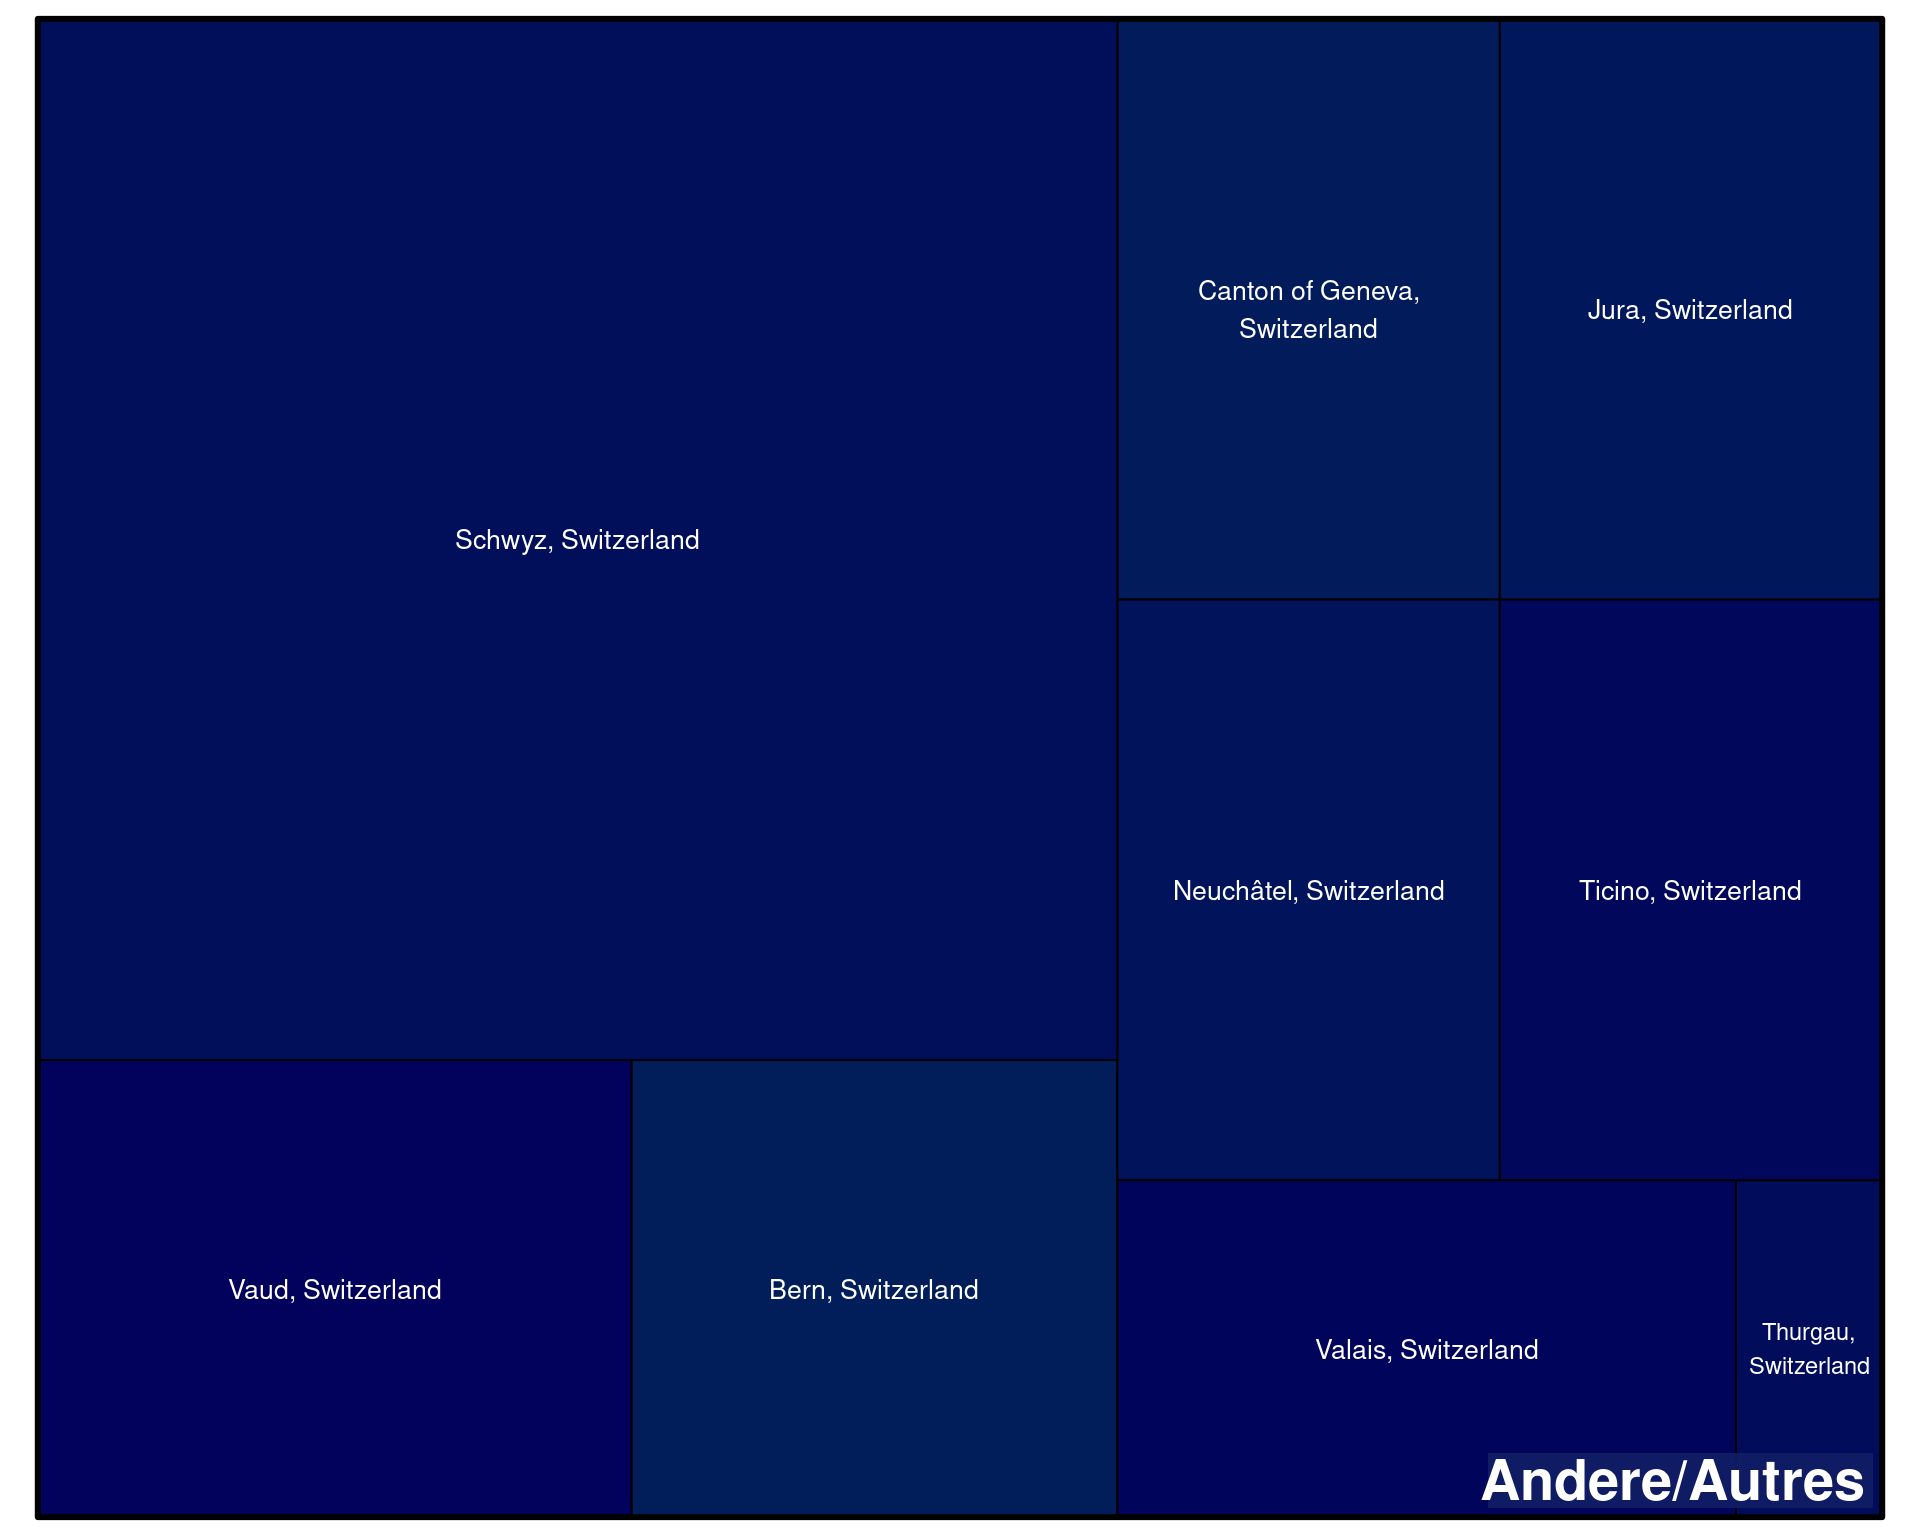 Schwyz, Switzerland
Canton of Geneva,
Switzerland
Jura, Switzerland
Neuchâtel, Switzerland
Ticino, Switzerland
Vaud, Switzerland
Bern, Switzerland
Valais, Switzerland
Thurgau,
Switzerland
Andere/Autres